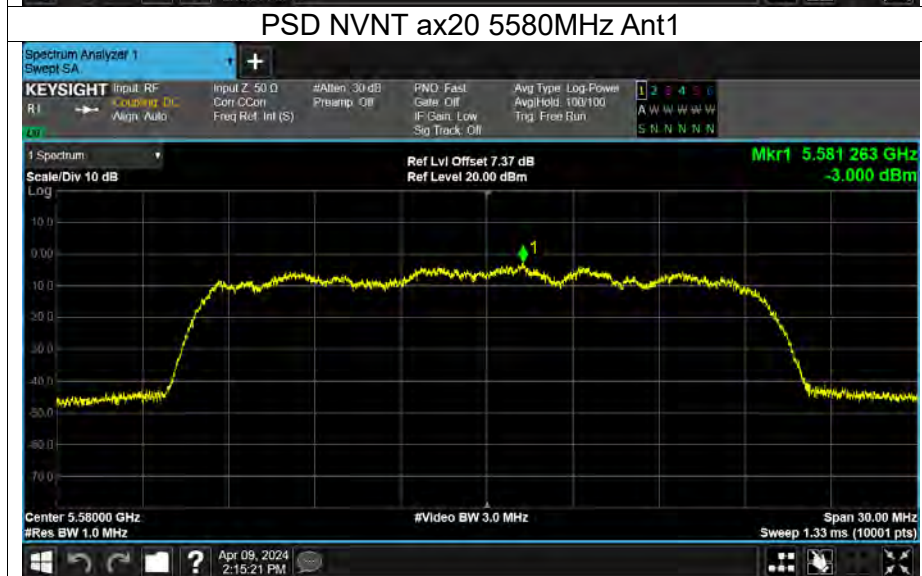 PSD NVNT ax20 5580MHz Ant1
Spectrum Analyzer 1
Swept SA
+
KEYSIGHT Input: RF
Coupling: DC
Align: Auto
Input Z: 50 Ω
Corr CCorr
Freq Ref: Int (S)
#Atten: 30 dB
Preamp: Off
PNO: Fast
Gate: Off
IF Gain: Low
Sig Track: Off
Avg Type: Log-Power
Avg|Hold: 100/100
Trig: Free Run
1 2 3 4 5 6
A W W W W W
S N N N N N
1 Spectrum
Scale/Div 10 dB
Log
Ref Lvl Offset 7.37 dB
Ref Level 20.00 dBm
Mkr1 5.581 263 GHz
-3.000 dBm
10.0
0.00
1
-10.0
-20.0
-30.0
-40.0
-50.0
-60.0
-70.0
Center 5.58000 GHz
#Res BW 1.0 MHz
#Video BW 3.0 MHz
Span 30.00 MHz
Sweep 1.33 ms (10001 pts)
?
Apr 09, 2024
2:15:21 PM